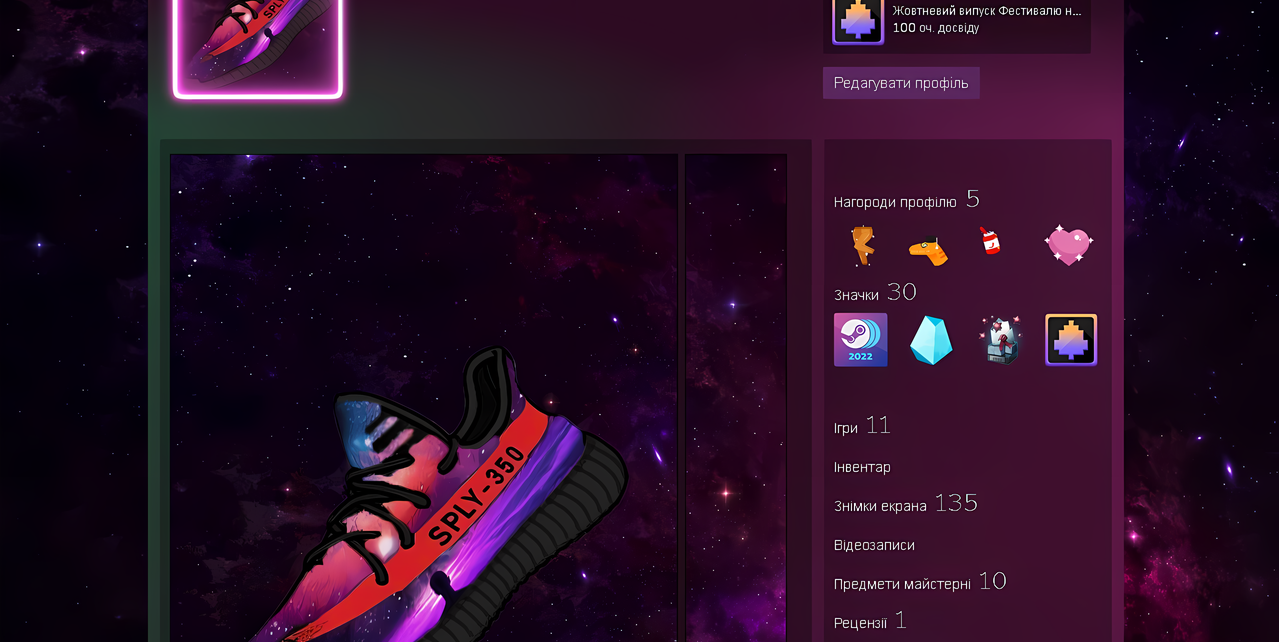 SPLY
Жовтневий випуск Фестивалю н...
100 оч. досвіду
Редагувати профіль
Нагороди профілю 5
Значки 30
2022
Ігри 11
Інвентар
Знімки екрана 135
Відеозаписи
Предмети майстерні 10
Рецензії 1
SPLY-350